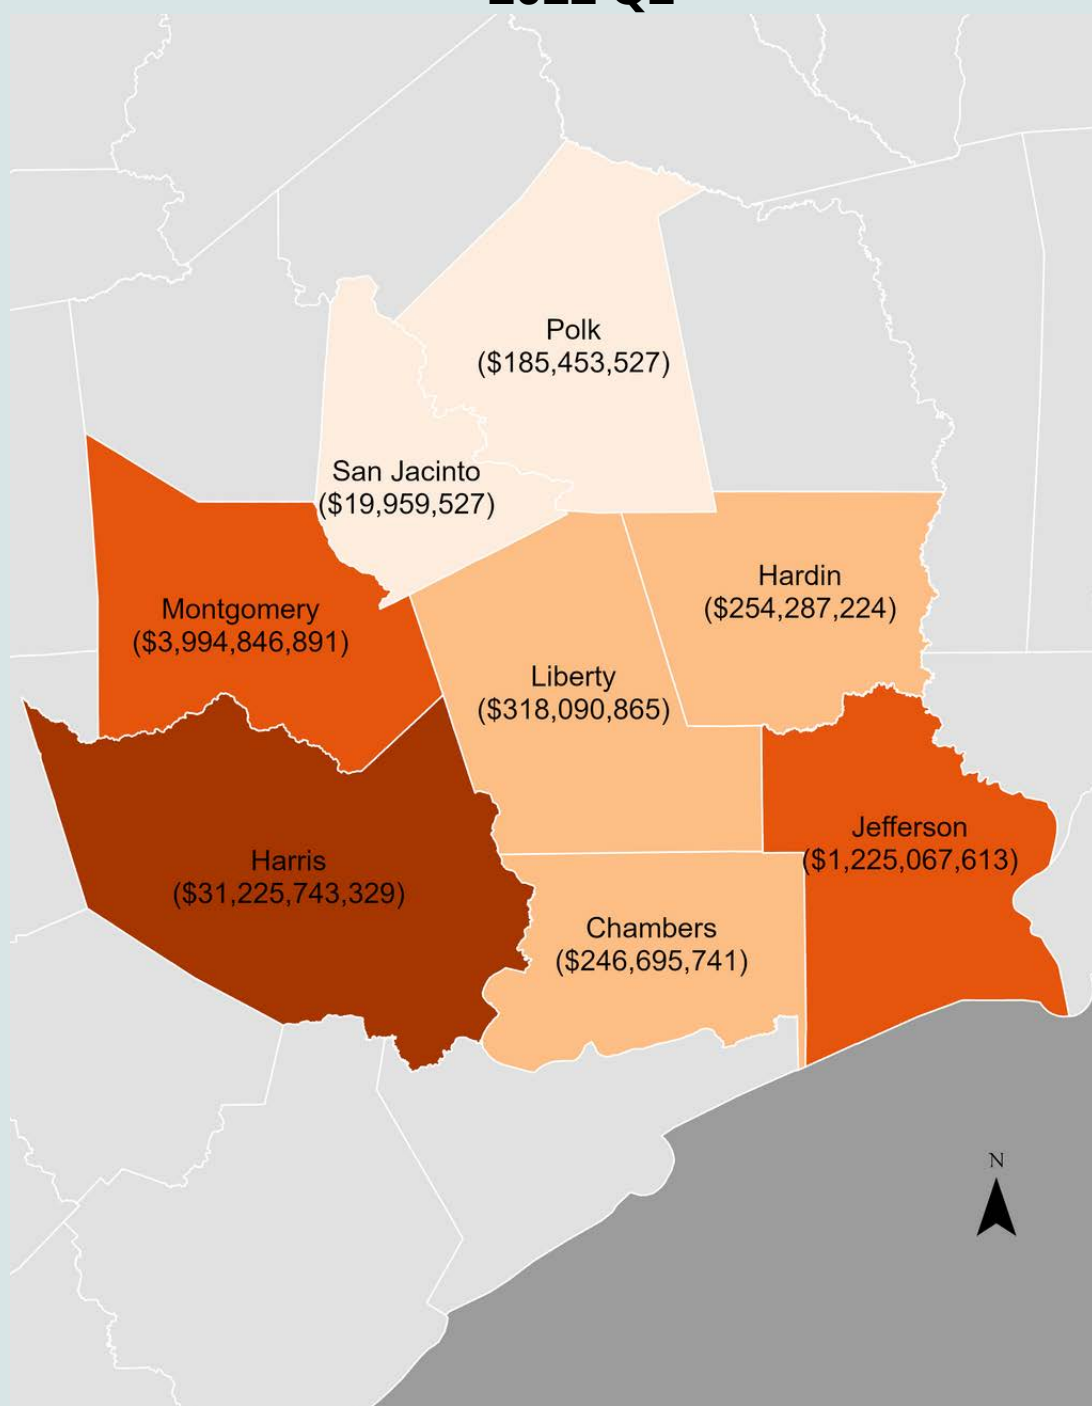 Polk
($185,453,527)
San Jacinto
($19,959,527)
Hardin
($254,287,224)
Montgomery
($3,994,846,891)
Liberty
($318,090,865)
Jefferson
($1,225,067,613)
Harris
($31,225,743,329)
Chambers
($246,695,741)
N